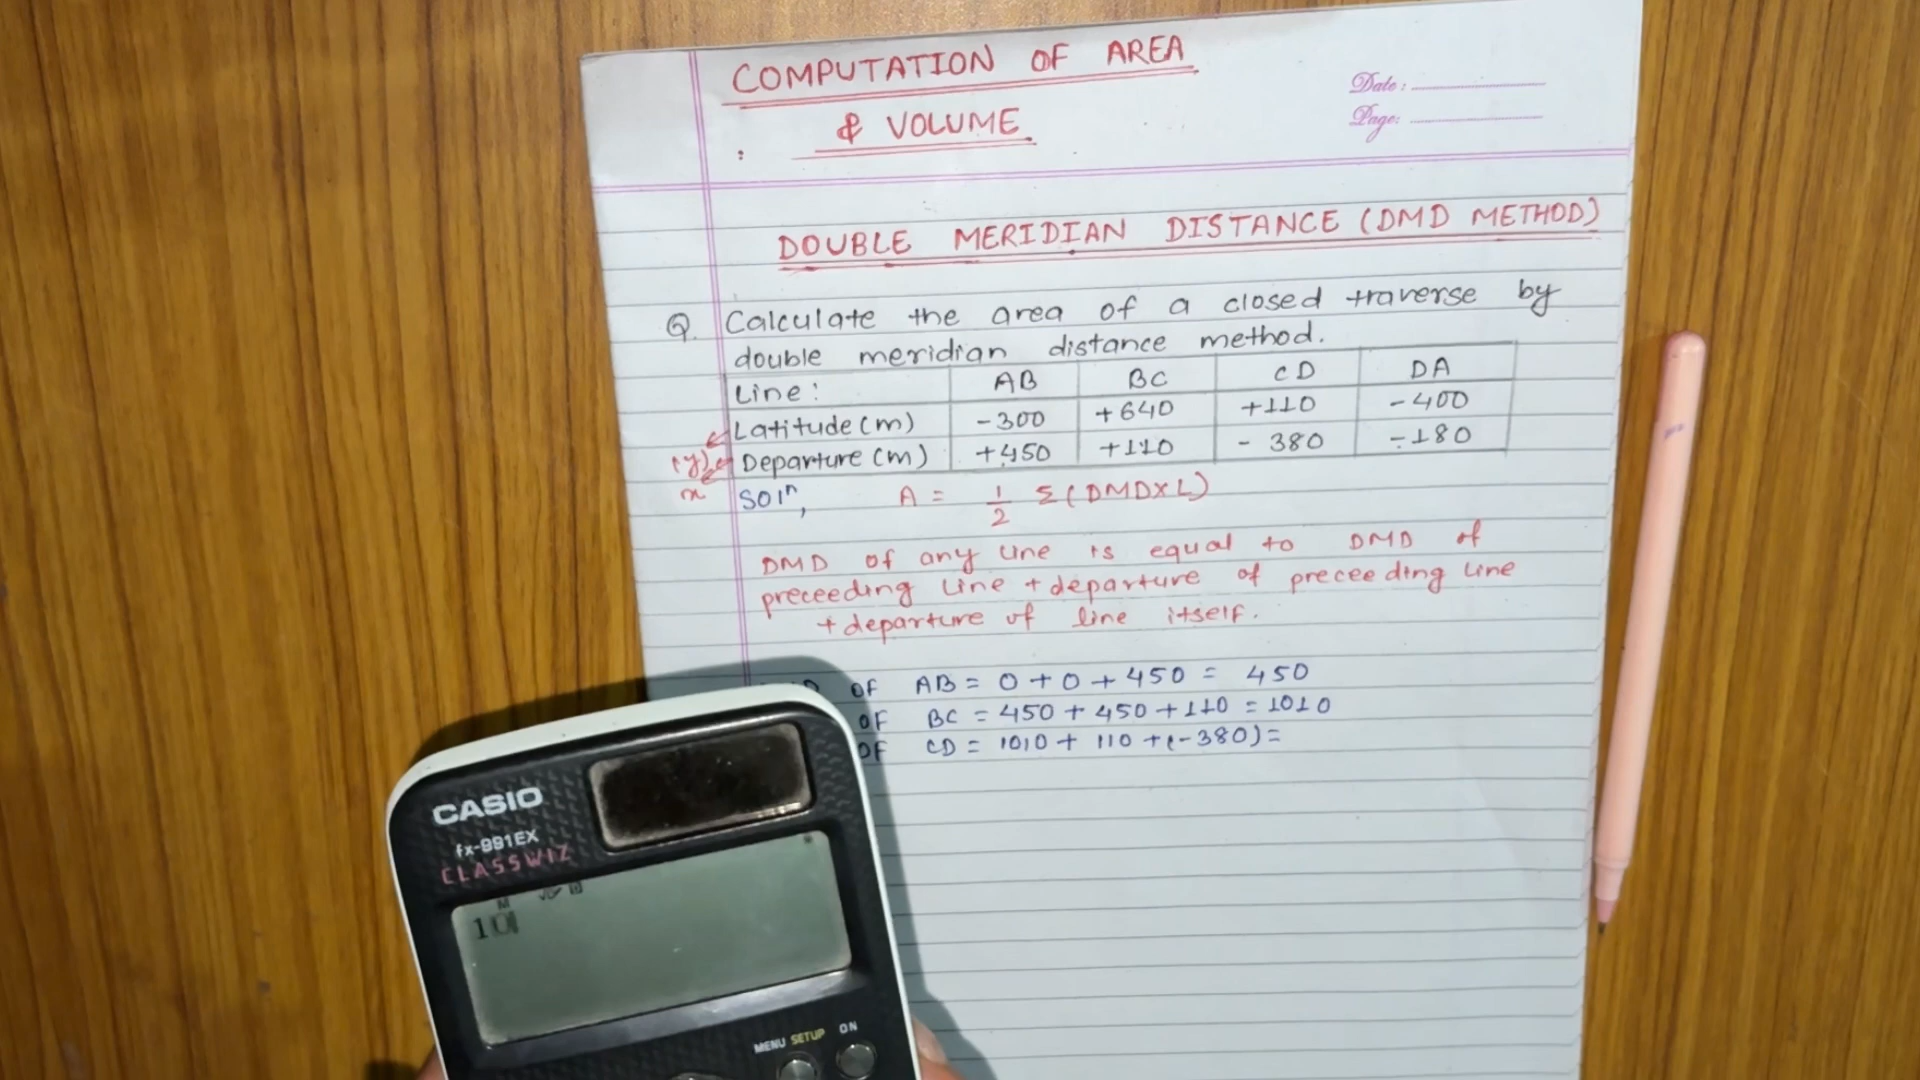 COMPUTATION OF AREA
& VOLUME
Date:
Page:
DOUBLE MERIDIAN DISTANCE (DMD METHOD)
Q. Calculate the area of a closed traverse by
double meridian distance method.
Line: AB BC CD DA
Latitude (m) -300 +640 +110 -400
(y) Departure (m) +450 +110 -380 -180
x Solⁿ, A = 1/2 Σ(DMD×L)
DMD of any line is equal to DMD of
preceeding line + departure of preceeding line
+ departure of line itself.
OF AB = 0 + 0 + 450 = 450
OF BC = 450 + 450 + 110 = 1010
OF CD = 1010 + 110 + (-380) =
CASIO
fx-991EX
CLASSWIZ
MENU SETUP ON